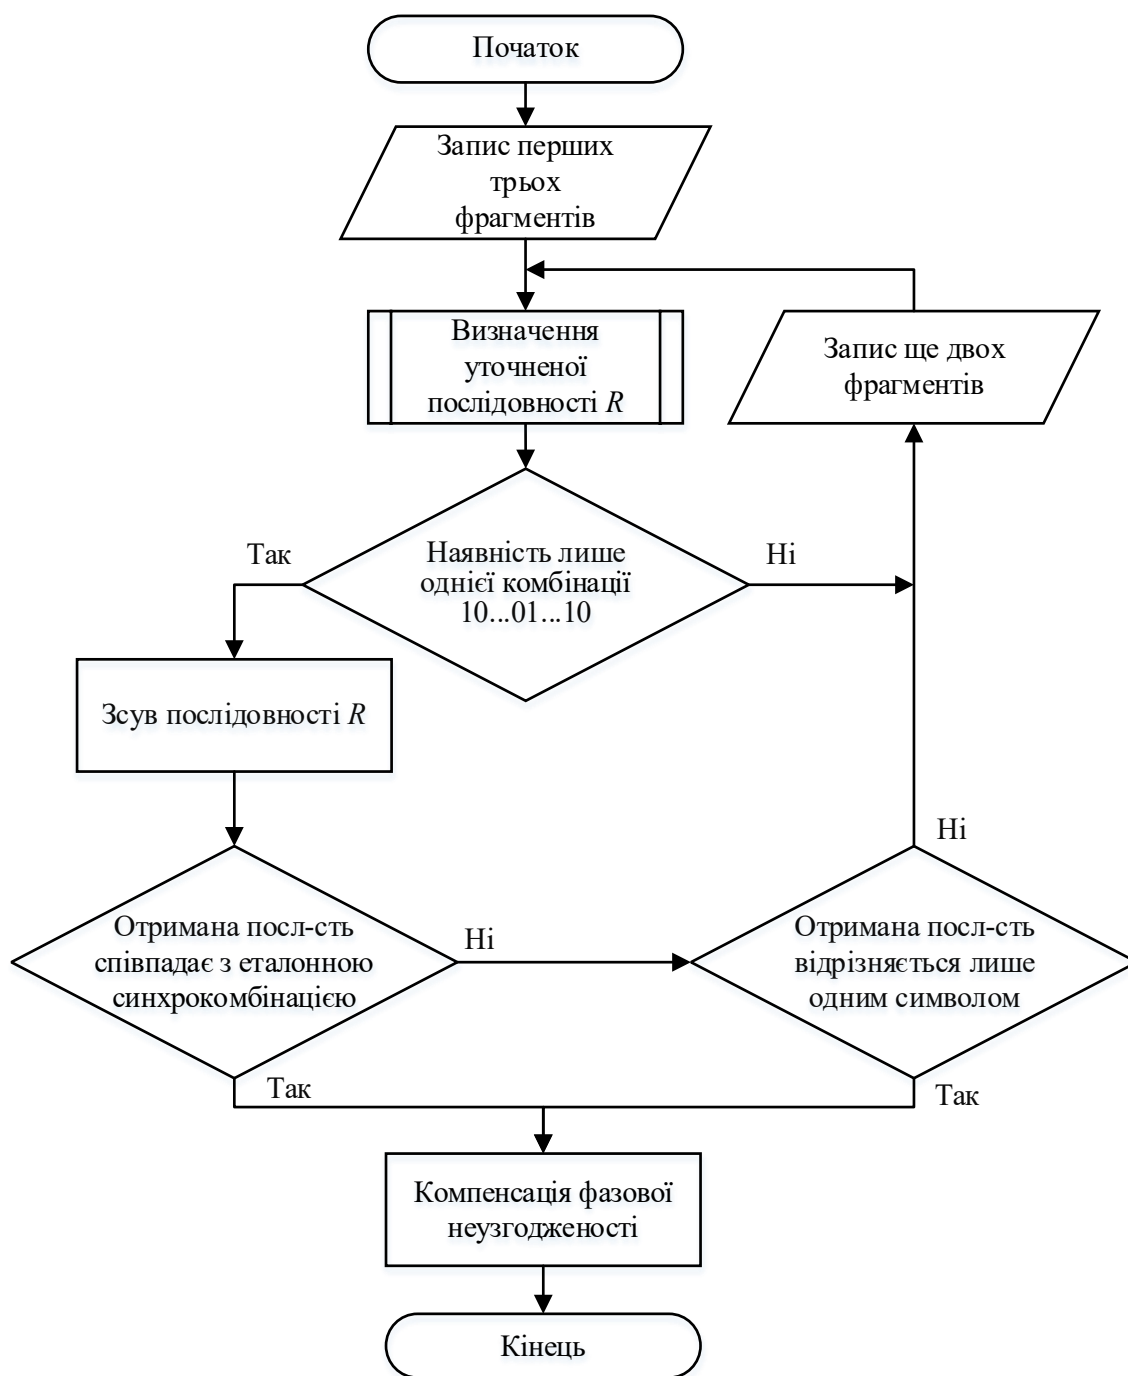 Початок
Запис перших
трьох
фрагментів
Визначення
уточненої
послідовності R
Запис ще двох
фрагментів
Так
Наявність лише
однієї комбінації
10...01...10
Ні
Зсув послідовності R
Отримана посл-сть
співпадає з еталонною
синхрокомбінацією
Ні
Ні
Отримана посл-сть
відрізняється лише
одним символом
Так
Так
Компенсація фазової
неузгодженості
Кінець